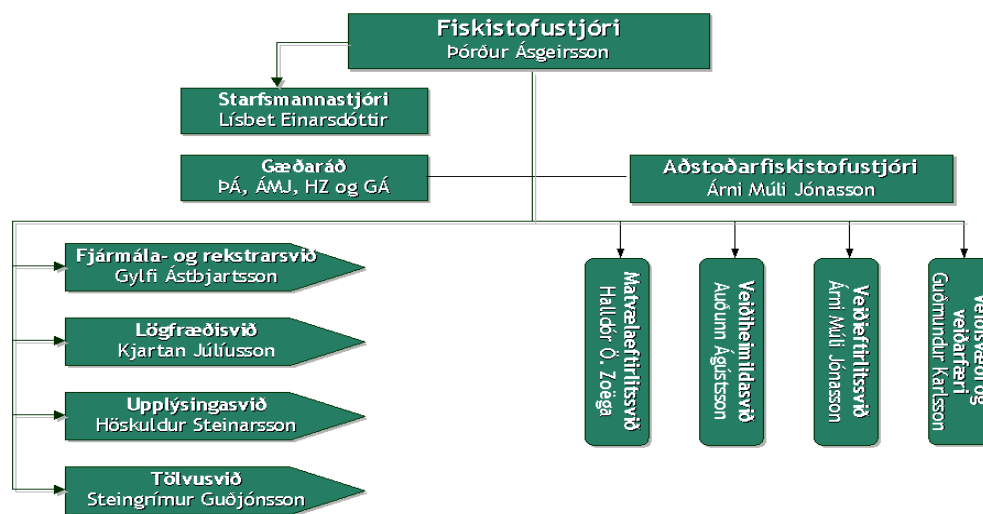 Fiskistofustjóri
Þórður Ásgeirsson
Starfsmannastjóri
Lísbet Einarsdóttir
Gæðaráð
ÞÁ, ÁMJ, HZ og GÁ
Aðstoðarfiskistofustjóri
Árni Múli Jónasson
Fjármála- og rekstrarsvið
Gylfi Ástbjartsson
Lögfræðisvið
Kjartan Júlíusson
Upplýsingasvið
Höskuldur Steinarsson
Tölvusvið
Steingrímur Guðjónsson
Matvælaeftirlitssvið
Halldór Ö. Zoëga
Veiðiheimildasvið
Auðunn Ágústsson
Veiðieftirlitssvið
Árni Múli Jónasson
og
veiðarfæri
Guðmundur Karlsson